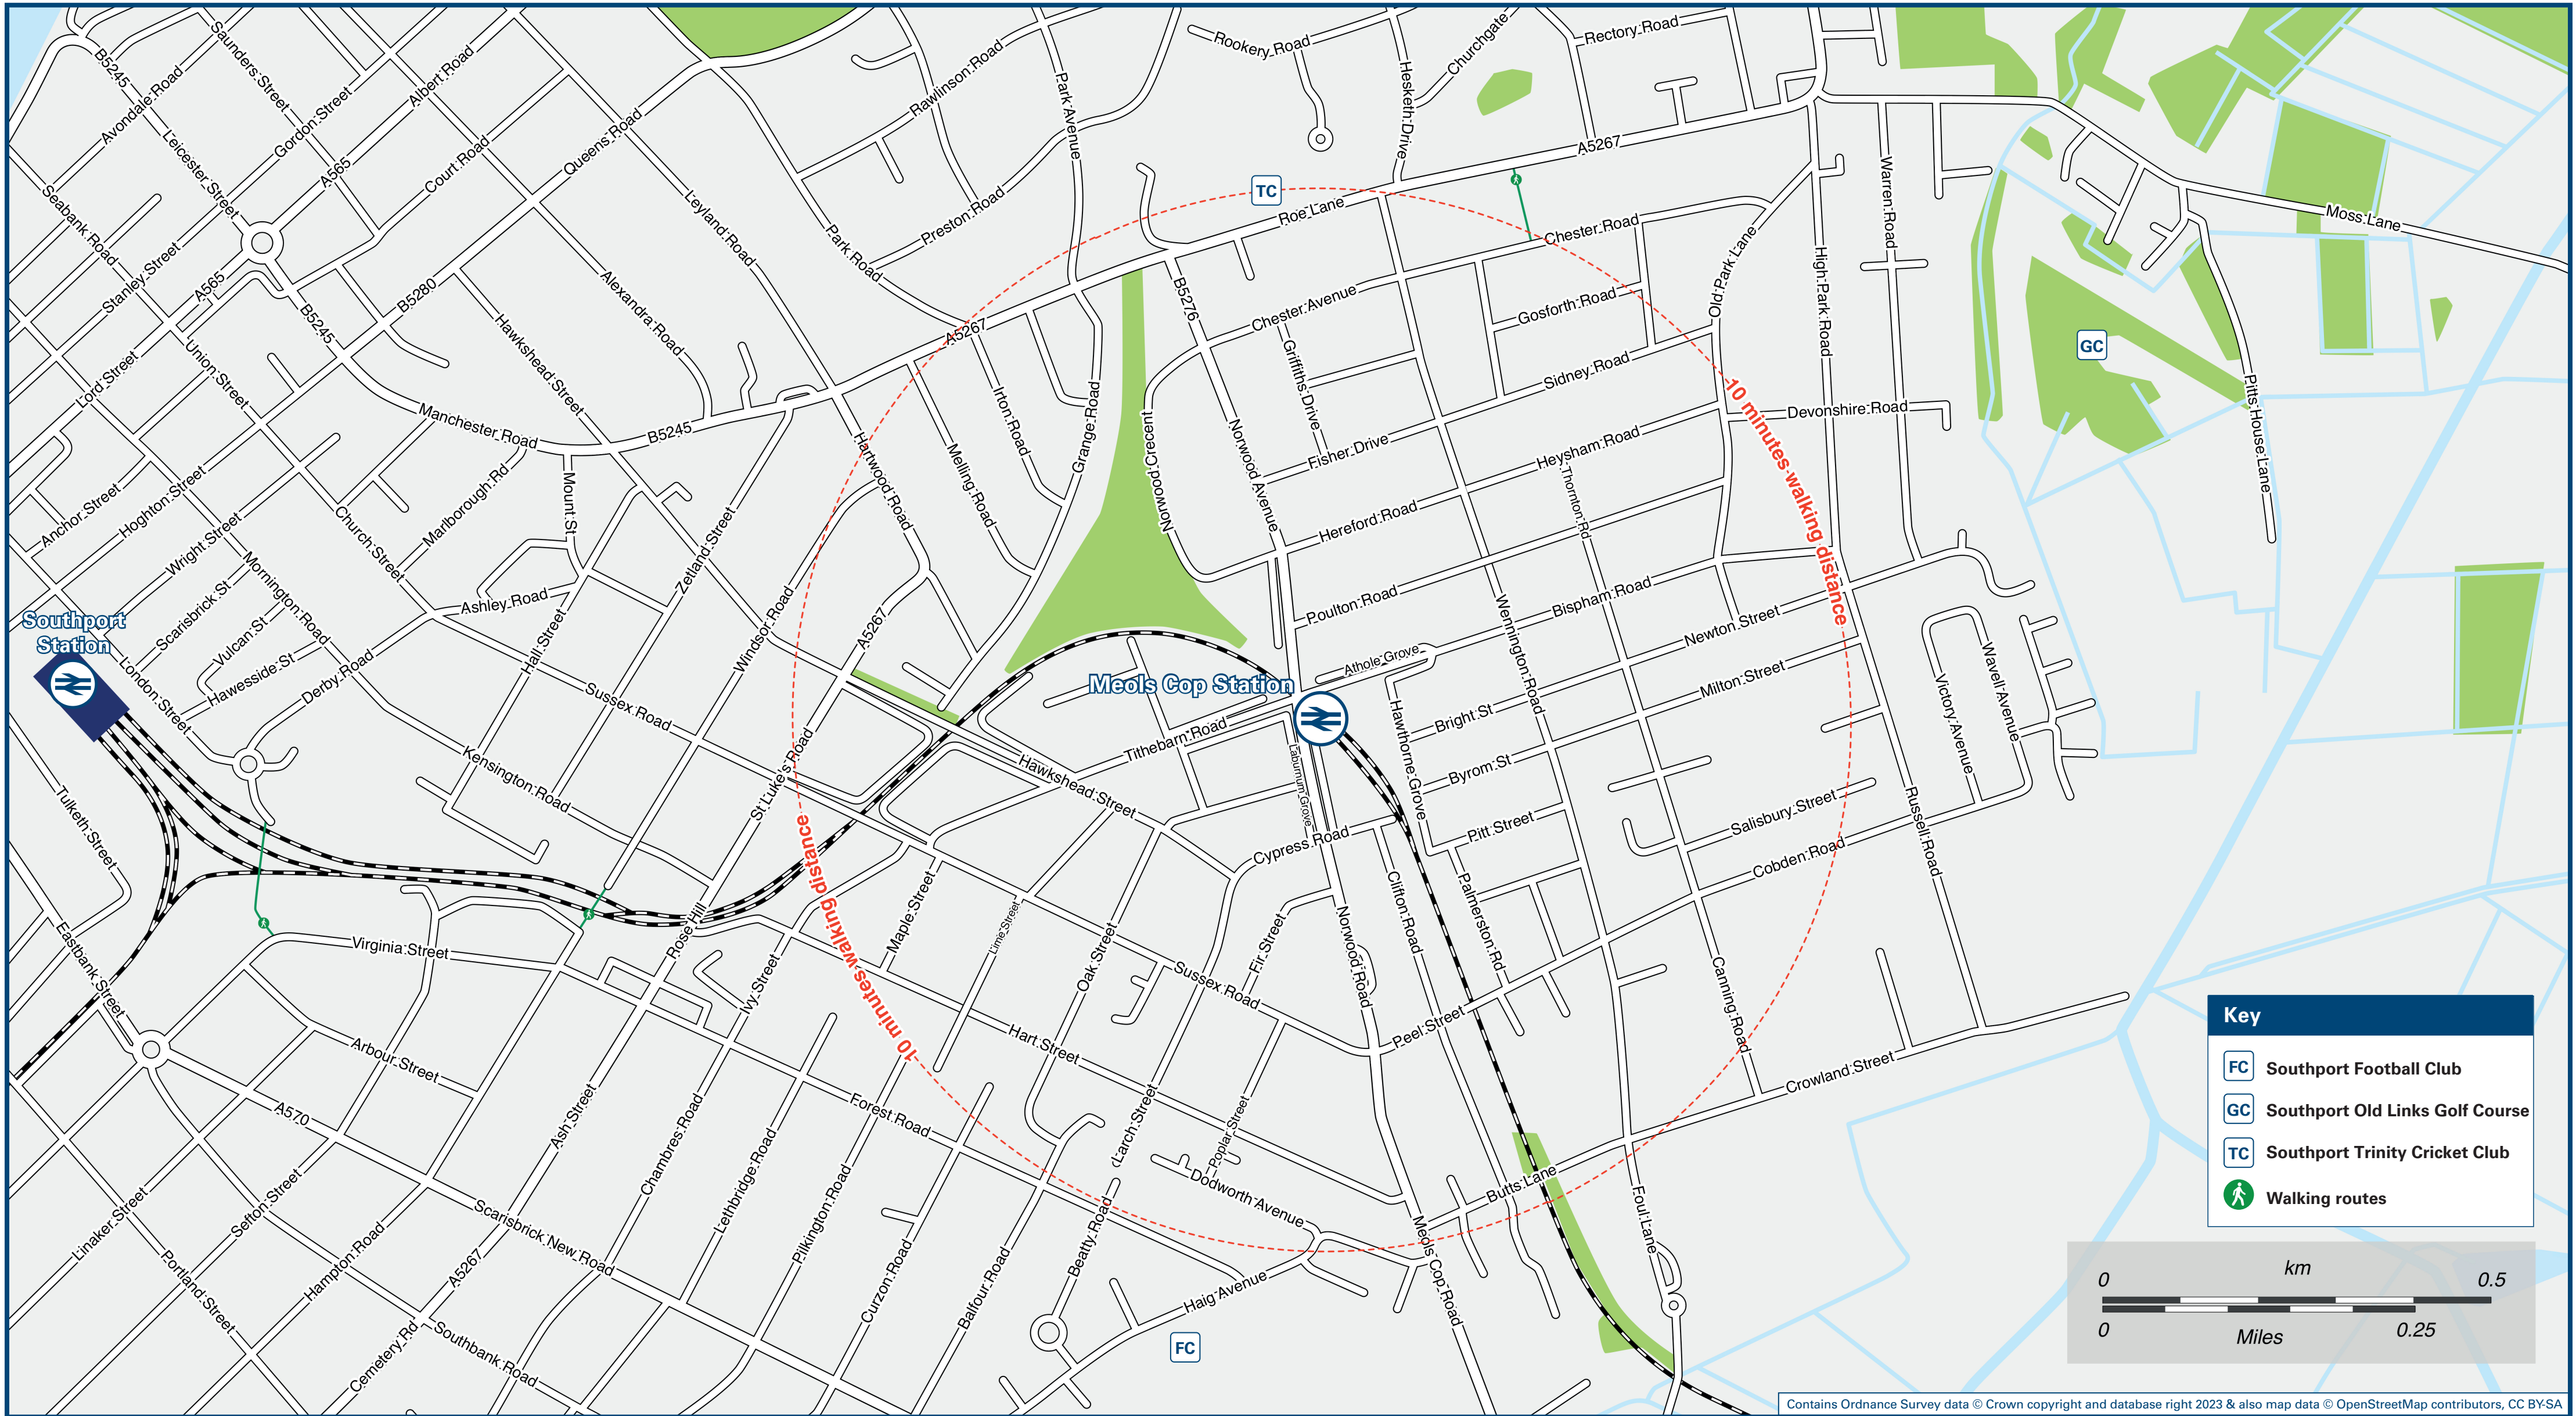 B5245
Saunders Street
Avondale Road
Gordon Street
Albert Road
Leicester Street
A565
Court Road
Queens Road
Seabank Road
Stanley Street
A565
B5245
B5280
Lord Street
Union Street
Leyland Road
Alexandra Road
Hawkshead Street
Manchester Road
B5245
Rawlinson Road
Park Avenue
Preston Road
Park Road
A5267
Rookery Road
Hesketh Drive
Churchgate
Rectory Road
A5267
TC
Roe Lane
Chester Road
B5276
Chester Avenue
Griffiths Drive
Gosforth Road
Old Park Lane
Sidney Road
High Park Road
Warren Road
Moss Lane
GC
Pitts House Lane
Devonshire Road
10 minutes walking distance
Irton Road
Grange Road
Melling Road
Hartwood Road
Norwood Crescent
Norwood Avenue
Fisher Drive
Heysham Road
Hereford Road
Thornton Rd
Poulton Road
Bispham Road
Newton Street
Wennington Road
Milton Street
Athole Grove
Anchor Street
Hoghton Street
Wright Street
Church Street
Marlborough Rd
Mount St
Zetland Street
Scarisbrick St
Mornington Road
Vulcan St
Hawesside St
Ashley Road
Windsor Road
A5267
Southport
Station
London Street
Derby Road
Hall Street
Sussex Road
Kensington Road
St Luke's Road
Meols Cop Station
Tithebarn Road
Hawkshead Street
Laburnum Grove
Hawthorne Grove
Bright St
Byrom St
Pitt Street
Salisbury Street
Cobden Road
Russell Road
Victory Avenue
Wavell Avenue
Cypress Road
Clifton Road
Palmerston Rd
Tulketh Street
Eastbank Street
Virginia Street
Rose Hill
Ivy Street
10 minutes walking distance
Maple Street
Lime Street
Oak Street
Sussex Road
Fir Street
Norwood Road
Peel Street
Canning Road
Crowland Street
Hart Street
Arbour Street
A570
Ash Street
Chambres Road
Lethbridge Road
Pilkington Road
Forest Road
Larch Street
Poplar Street
Dodworth Avenue
Butts Lane
Foul Lane
Meols Cop Road
Haig Avenue
FC
Beatty Road
Balfour Road
Curzon Road
Linaker Street
Sefton Street
Portland Street
Hampton Road
Scarisbrick New Road
A5267
Cemetery Rd
Southbank Road
Key
FC Southport Football Club
GC Southport Old Links Golf Course
TC Southport Trinity Cricket Club
Walking routes
km
0 0.5
0 0.25
Miles
Contains Ordnance Survey data © Crown copyright and database right 2023 & also map data © OpenStreetMap contributors, CC BY-SA